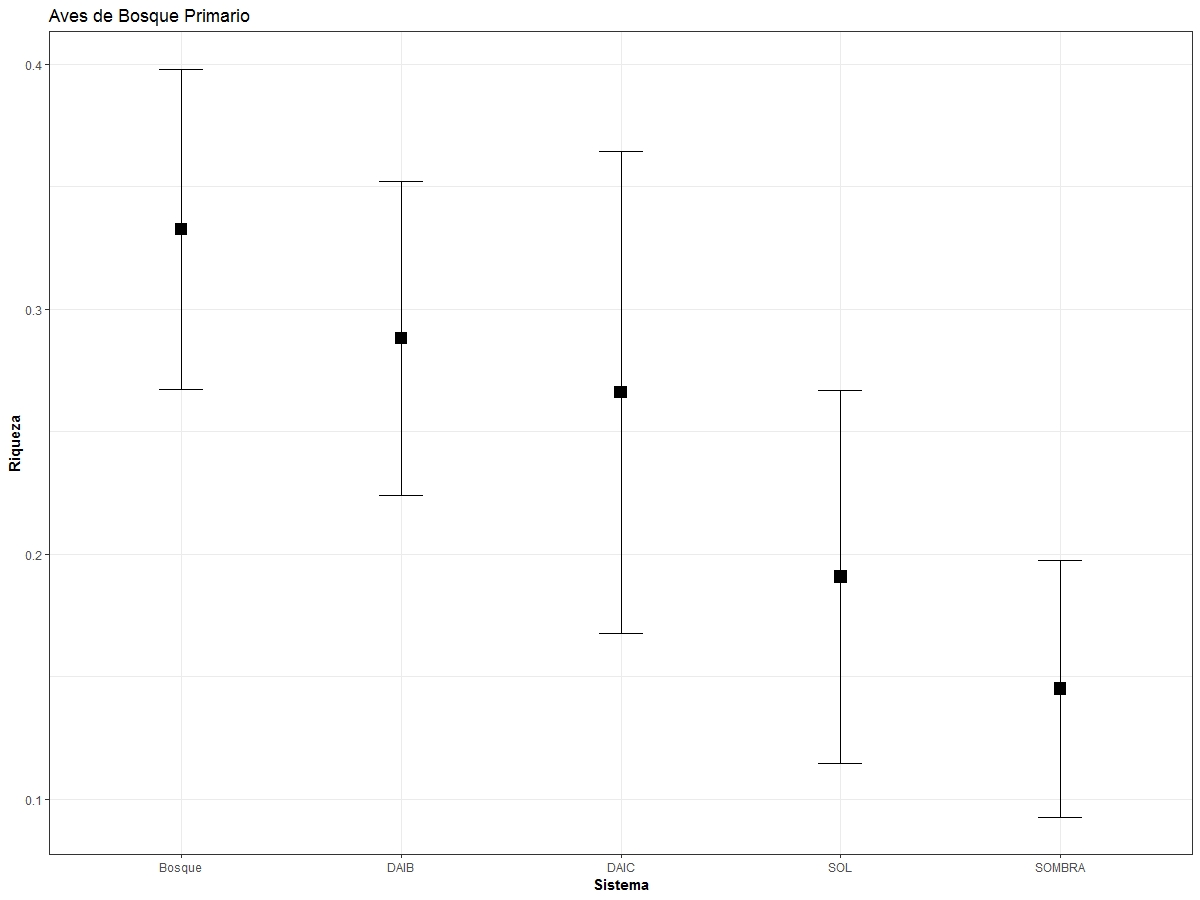 Aves de Bosque Primario
Riqueza
0.4
0.3
0.2
0.1
Bosque DAIB DAIC SOL SOMBRA
Sistema